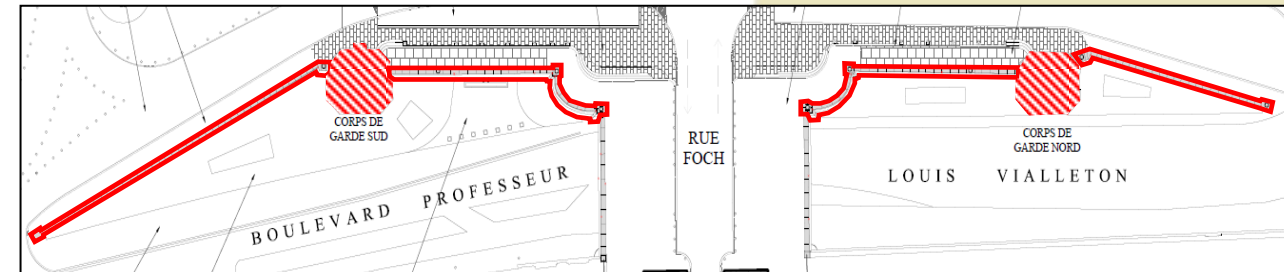 CORPS DE
GARDE SUD
BOULEVARD PROFESSEUR
RUE
FOCH
CORPS DE
GARDE NORD
LOUIS VIALLETON